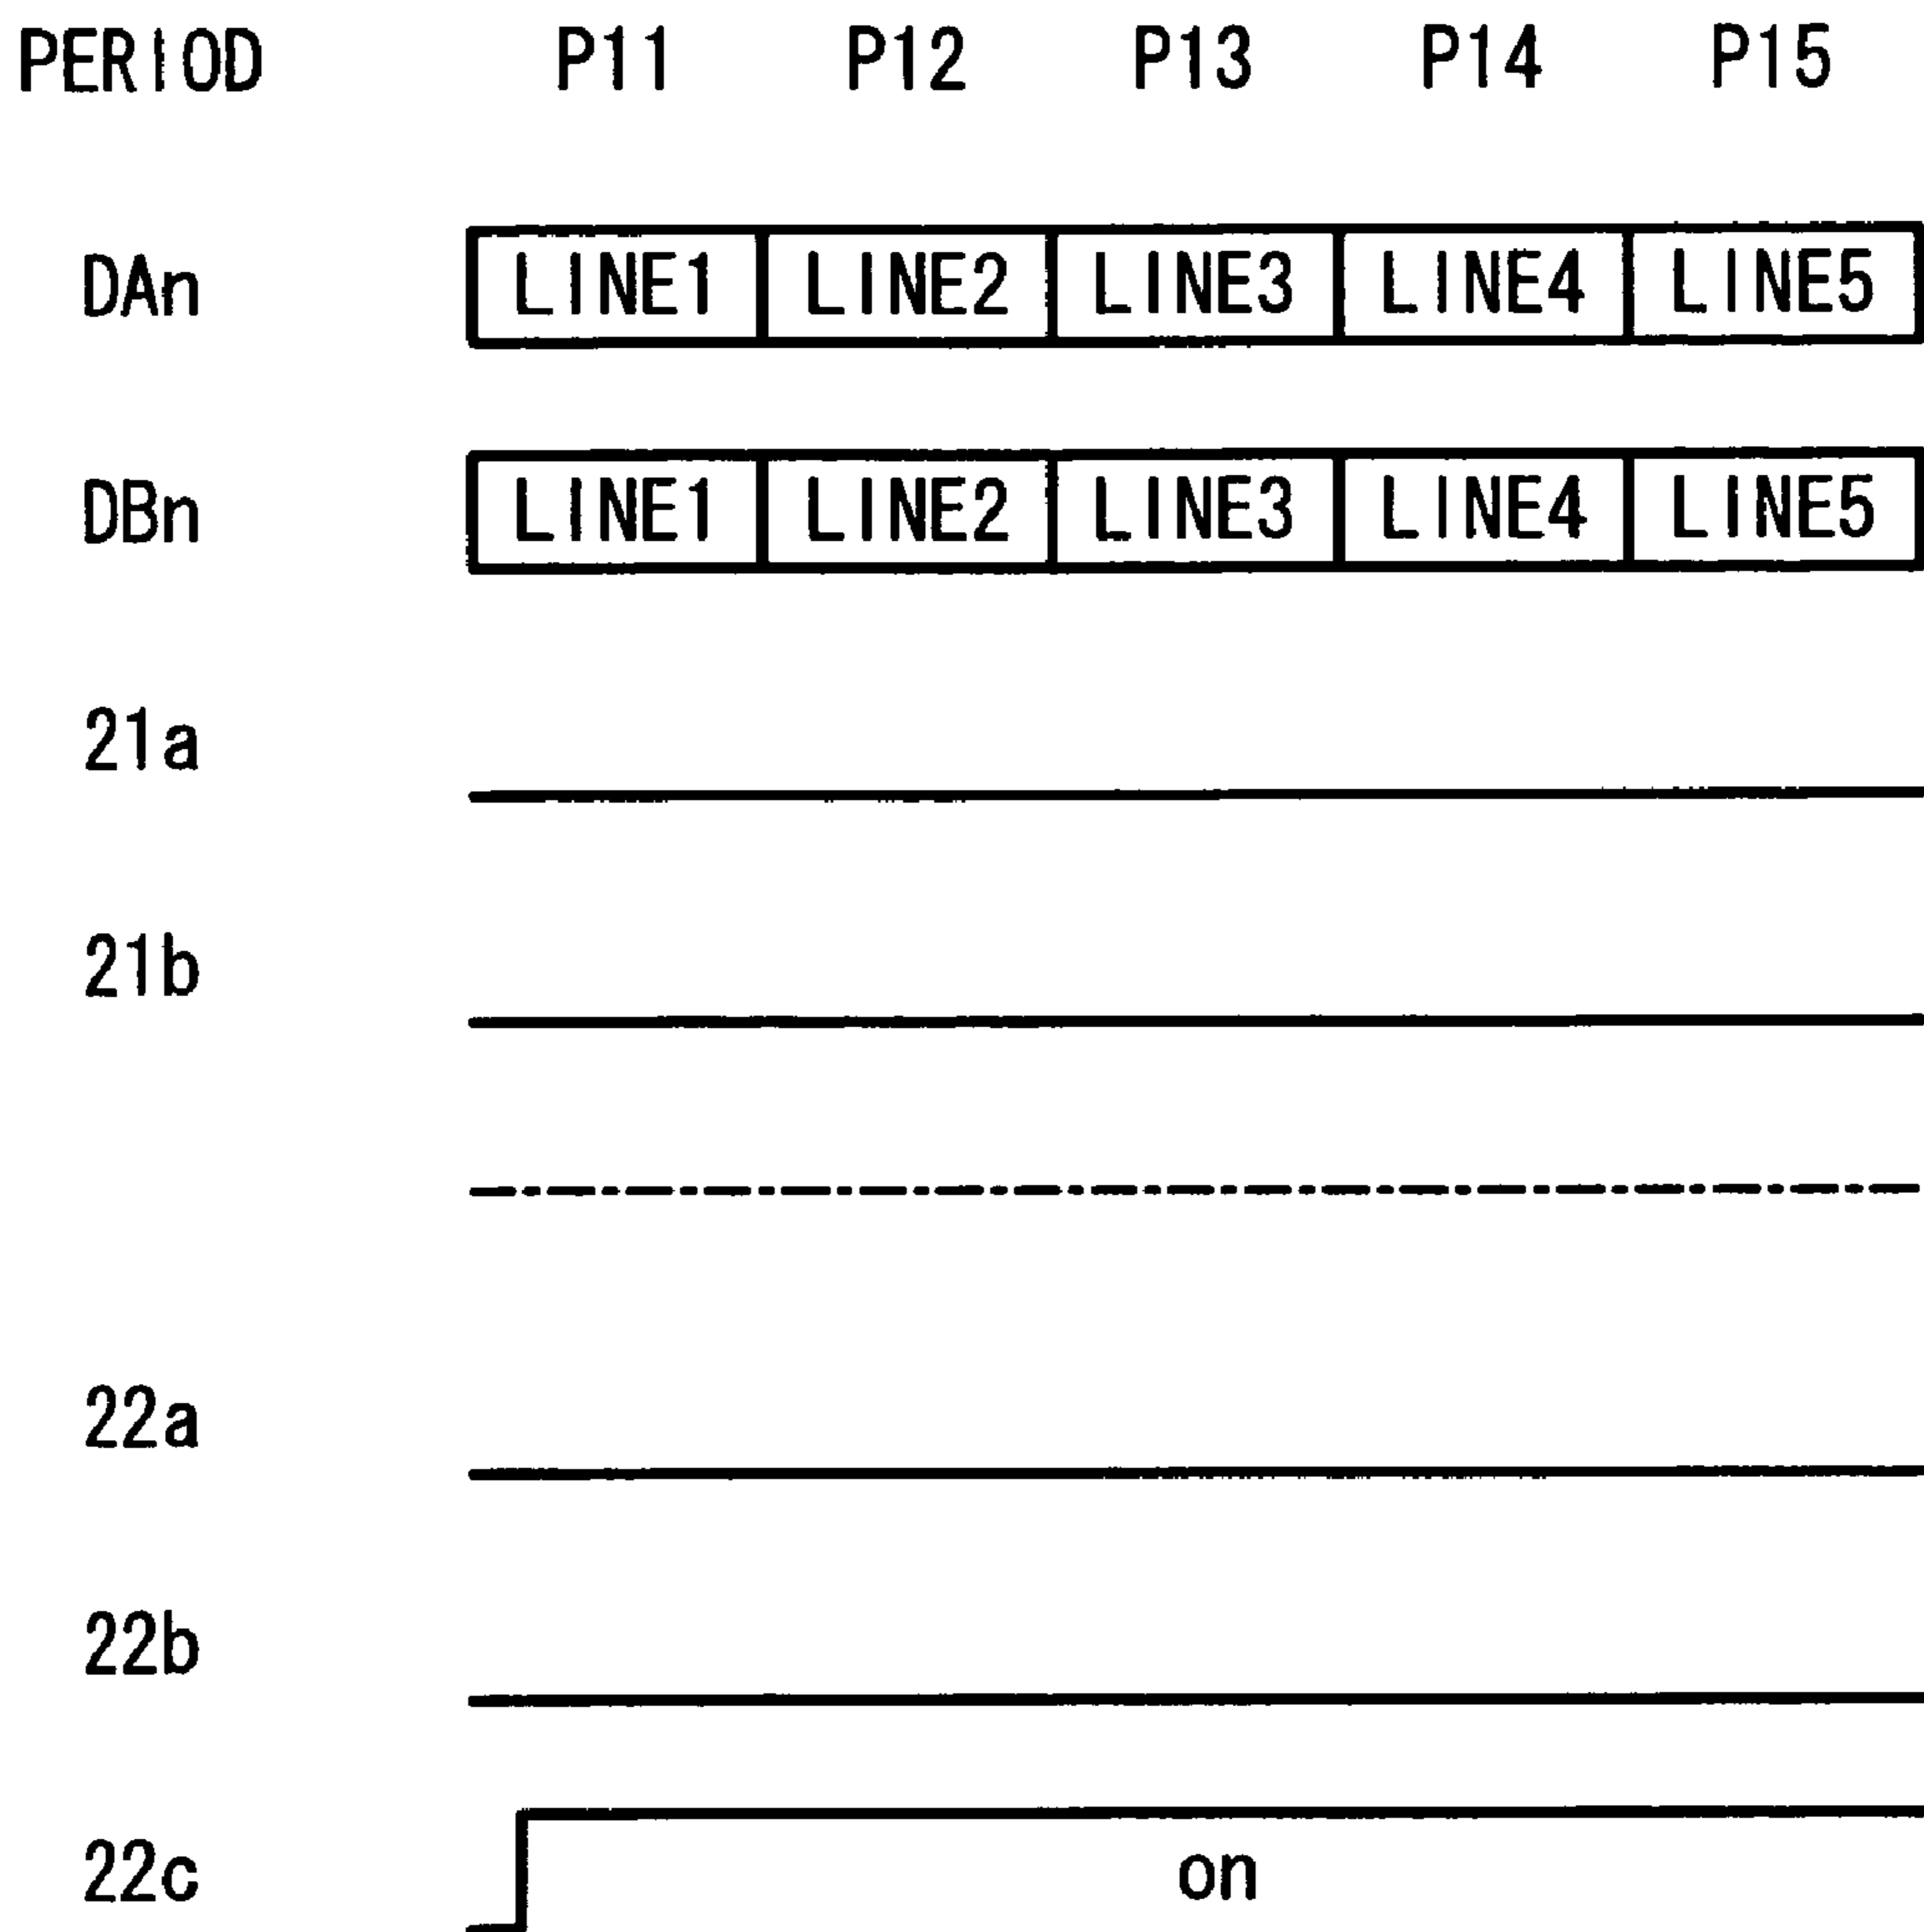 PERIOD P11 P12 P13 P14 P15
DAn LINE1 LINE2 LINE3 LINE4 LINE5
DBn LINE1 LINE2 LINE3 LINE4 LINE5
21a
21b
22a
22b
22c on